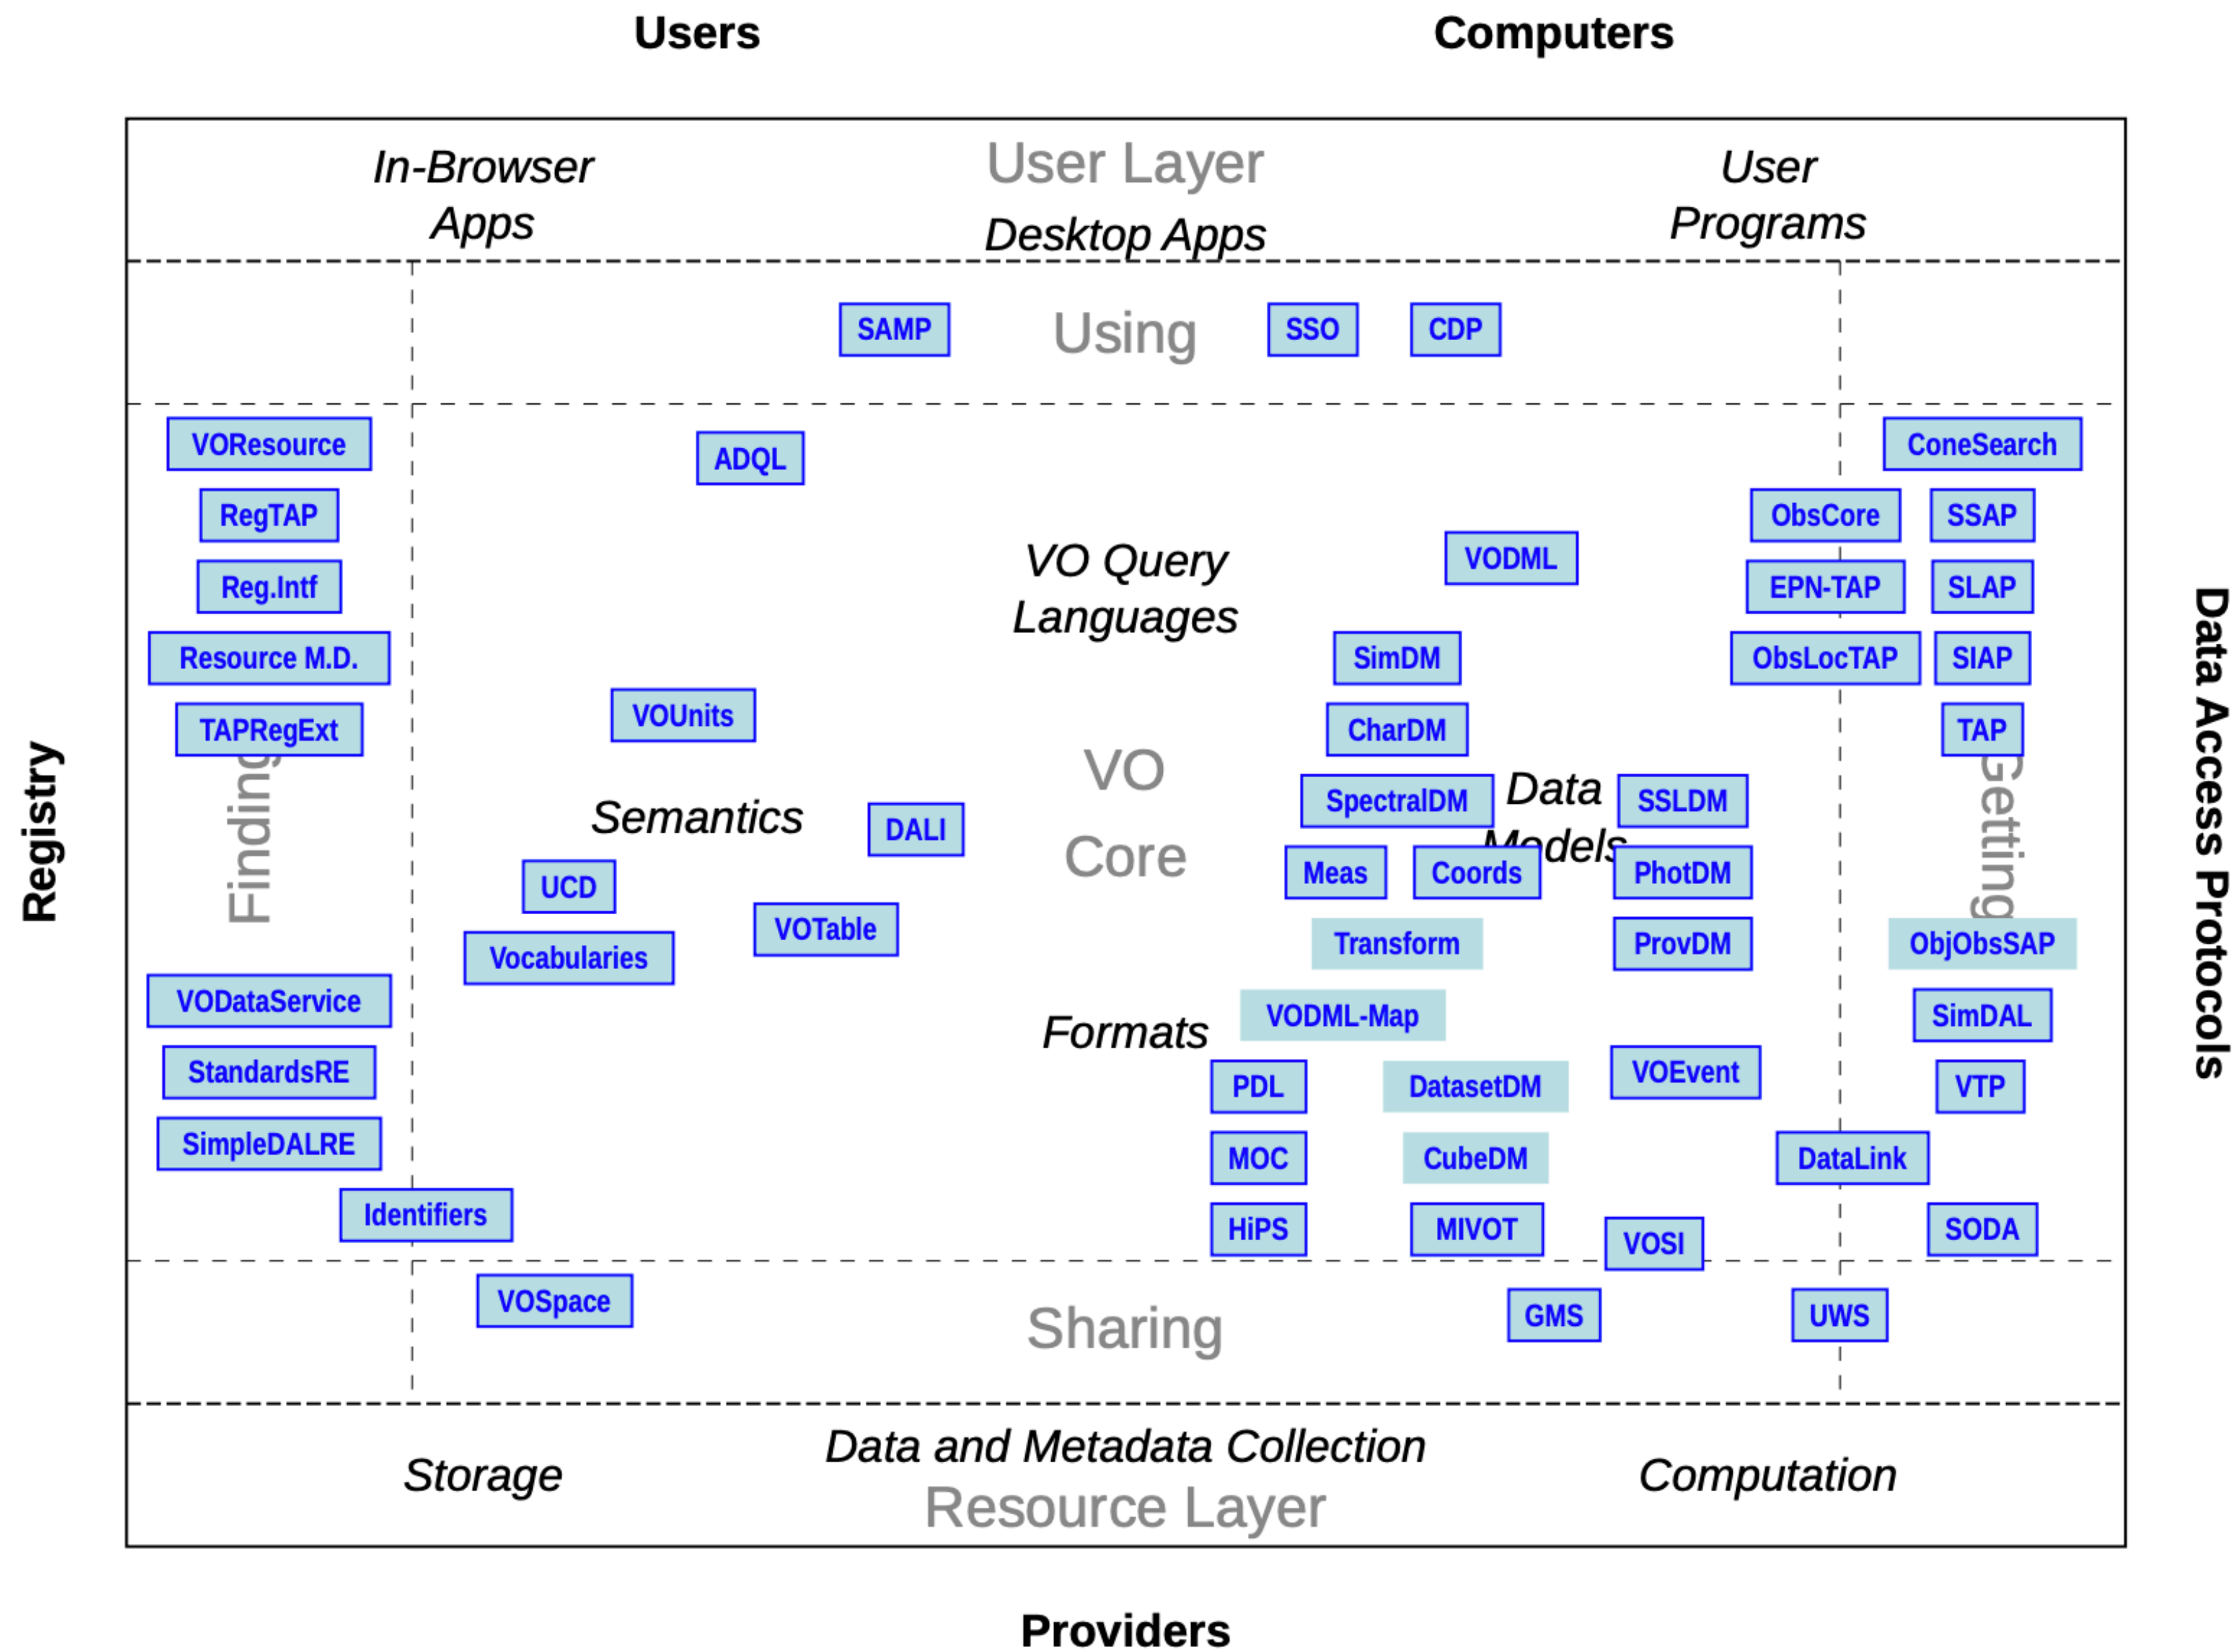 Users
Computers
In-Browser
Apps
User Layer
Desktop Apps
User
Programs
SAMP
Using
SSO
CDP
VOResource
ADQL
ConeSearch
RegTAP
VO Query
Languages
VODML
ObsCore
SSAP
Reg.Intf
EPN-TAP
SLAP
Resource M.D.
SimDM
ObsLocTAP
SIAP
TAPRegExt
VOUnits
CharDM
TAP
Registry
Finding
Semantics
DALI
VO
Core
SpectralDM
Data
Models
SSLDM
Getting
Data Access Protocols
UCD
Meas
Coords
PhotDM
VOTable
Vocabularies
Transform
ProvDM
ObjObsSAP
VODataService
Formats
VODML-Map
SimDAL
StandardsRE
PDL
DatasetDM
VOEvent
VTP
SimpleDALRE
MOC
CubeDM
DataLink
Identifiers
HiPS
MIVOT
VOSI
SODA
VOSpace
Sharing
GMS
UWS
Storage
Data and Metadata Collection
Resource Layer
Computation
Providers